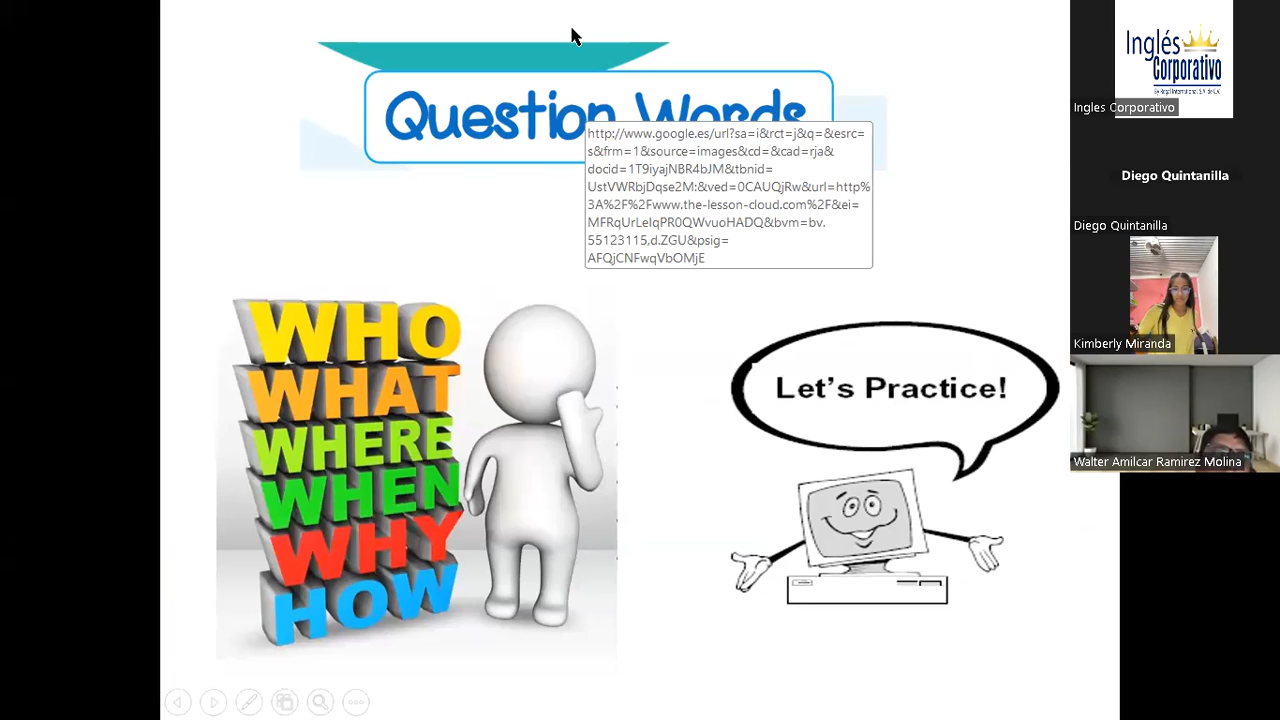 Question Words
http://www.google.es/url?sa=i&rct=j&q=&esrc=
s&frm=1&source=images&cd=&cad=rja&
docid=1T9iyajNBR4bJM&tbnid=
UstVWRbjDqse2M:&ved=0CAUQjRw&url=http%
3A%2F%2Fwww.the-lesson-cloud.com%2F&ei=
MFRqUrLeIqPR0QWvuoHADQ&bvm=bv.
55123115,d.ZGU&psig=
AFQjCNFwqVbOMjE
WHO
WHAT
WHERE
WHEN
WHY
HOW
Let's Practice!
Inglés
Corporativo
Ingles Corporativo
Diego Quintanilla
Diego Quintanilla
Kimberly Miranda
Walter Amilcar Ramirez Molina